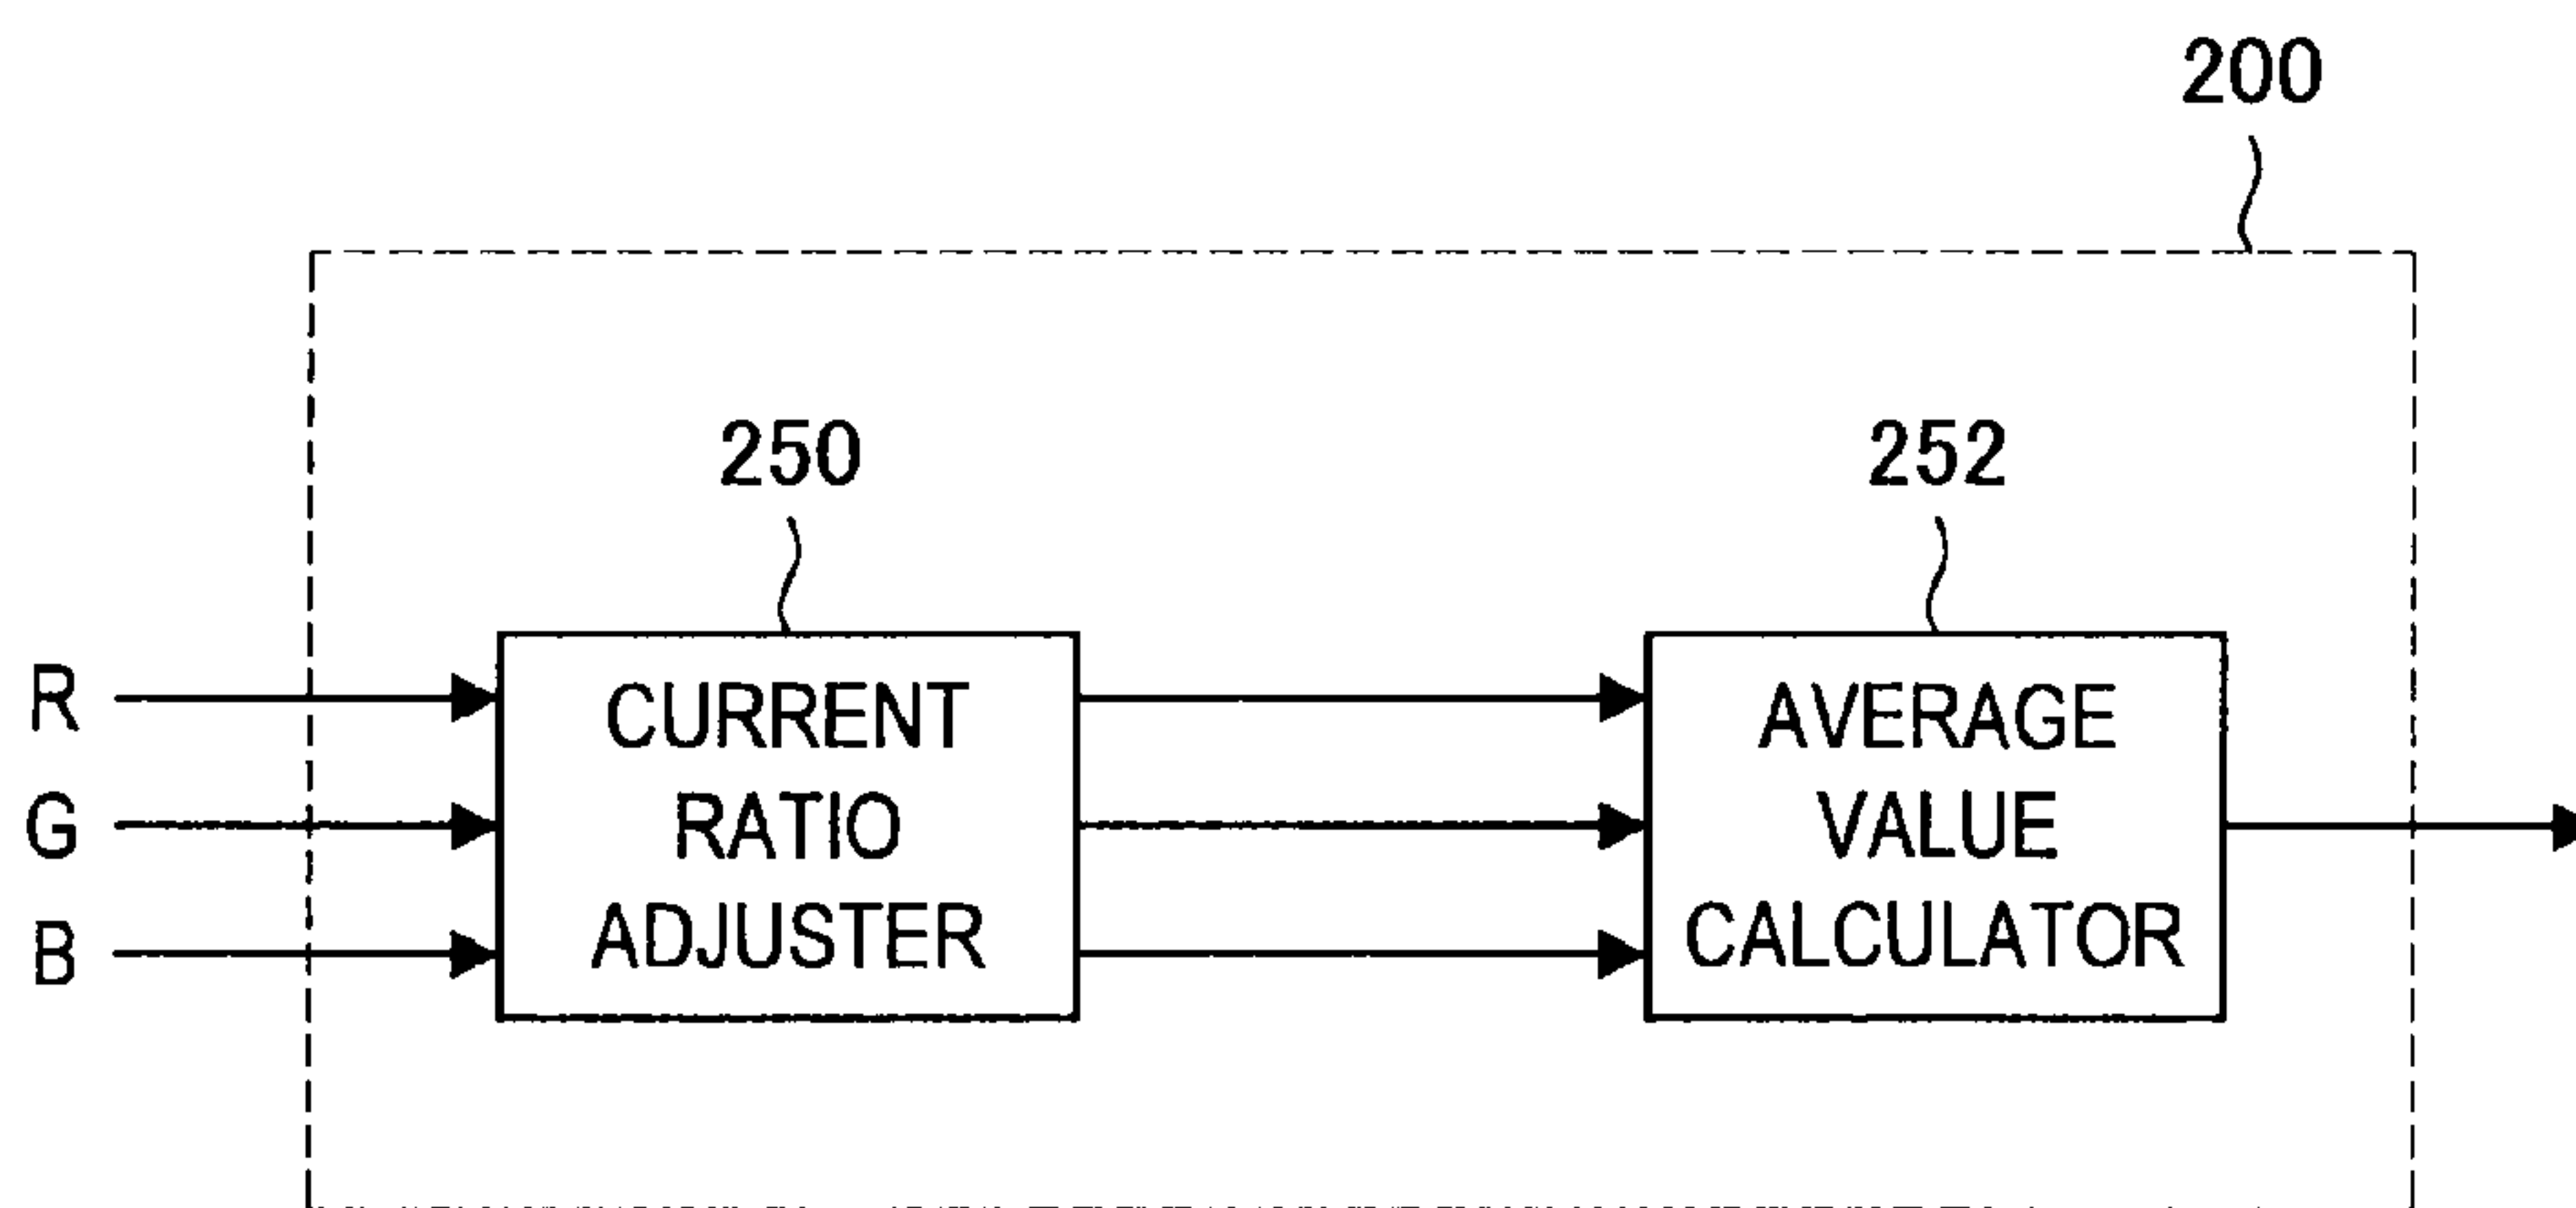 200
250
252
R
G
B
CURRENT
RATIO
ADJUSTER
AVERAGE
VALUE
CALCULATOR